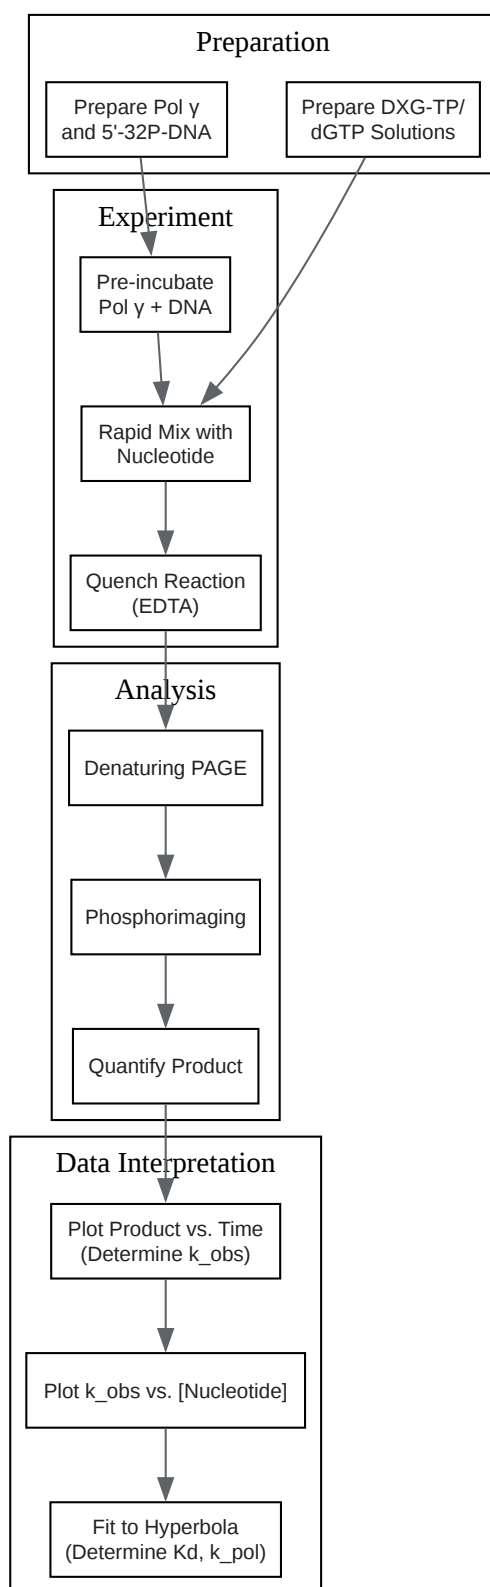 Preparation
Prepare Pol γ
and 5'-32P-DNA
Prepare DXG-TP/
dGTP Solutions
Experiment
Pre-incubate
Pol γ + DNA
Rapid Mix with
Nucleotide
Quench Reaction
(EDTA)
Analysis
Denaturing PAGE
Phosphorimaging
Quantify Product
Data Interpretation
Plot Product vs. Time
(Determine k_obs)
Plot k_obs vs. [Nucleotide]
Fit to Hyperbola
(Determine Kd, k_pol)